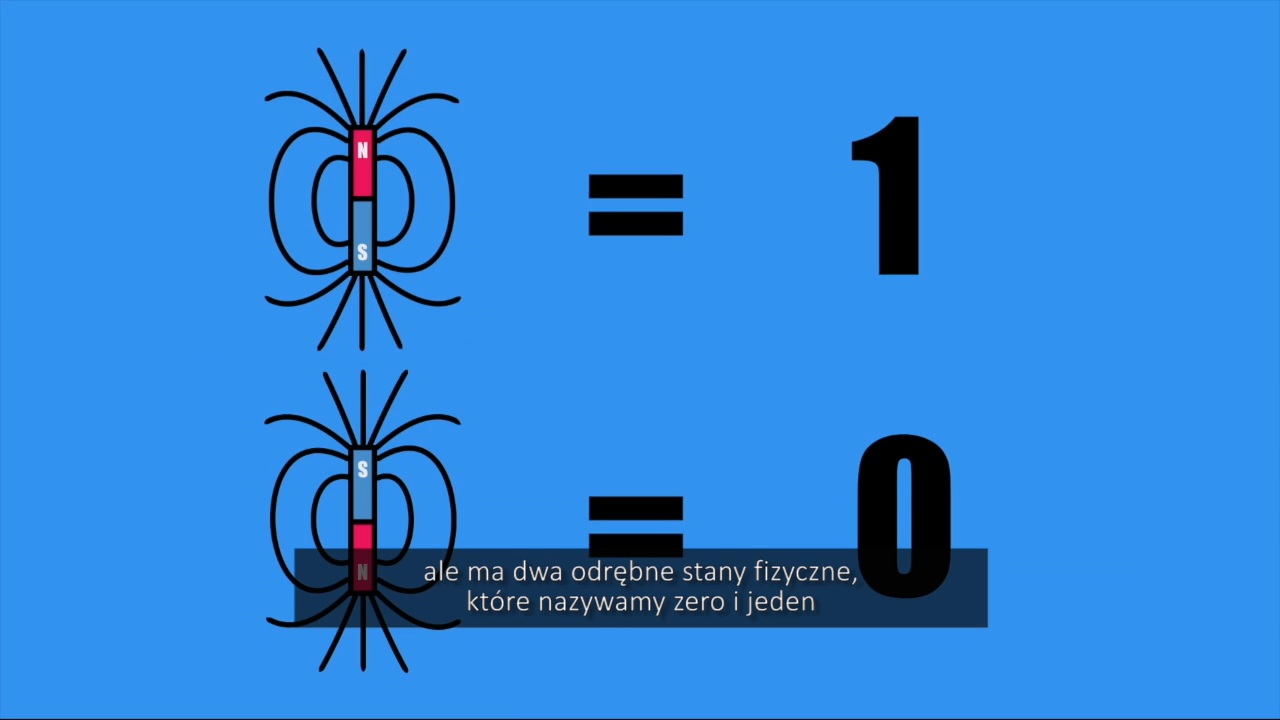 N
S
= 1
S
N
= 0
ale ma dwa odrębne stany fizyczne,
które nazywamy zero i jeden